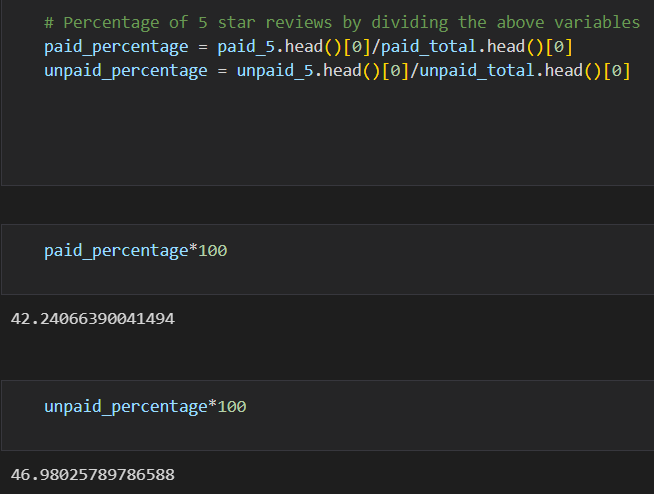 # Percentage of 5 star reviews by dividing the above variables
paid_percentage = paid_5.head()[0]/paid_total.head()[0]
unpaid_percentage = unpaid_5.head()[0]/unpaid_total.head()[0]
paid_percentage*100
42.24066390041494
unpaid_percentage*100
46.98025789786588